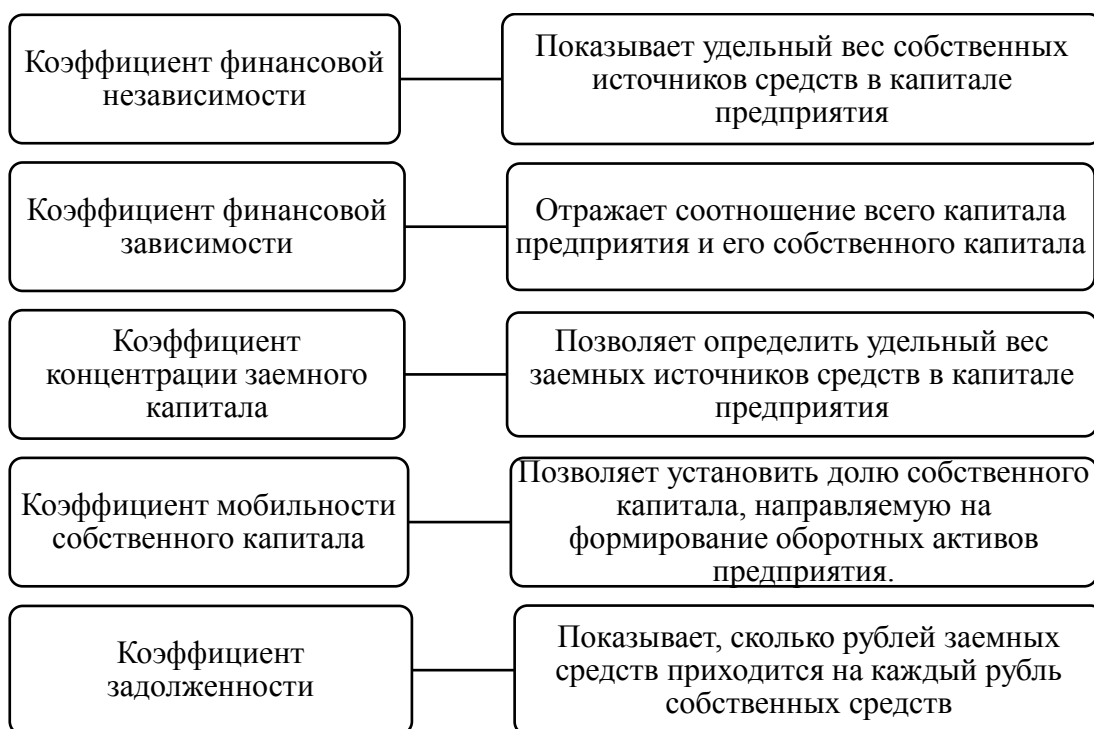 Коэффициент финансовой
независимости
Показывает удельный вес собственных
источников средств в капитале
предприятия
Коэффициент финансовой
зависимости
Отражает соотношение всего капитала
предприятия и его собственного капитала
Коэффициент
концентрации заемного
капитала
Позволяет определить удельный вес
заемных источников средств в капитале
предприятия
Коэффициент мобильности
собственного капитала
Позволяет установить долю собственного
капитала, направляемую на
формирование оборотных активов
предприятия.
Коэффициент
задолженности
Показывает, сколько рублей заемных
средств приходится на каждый рубль
собственных средств